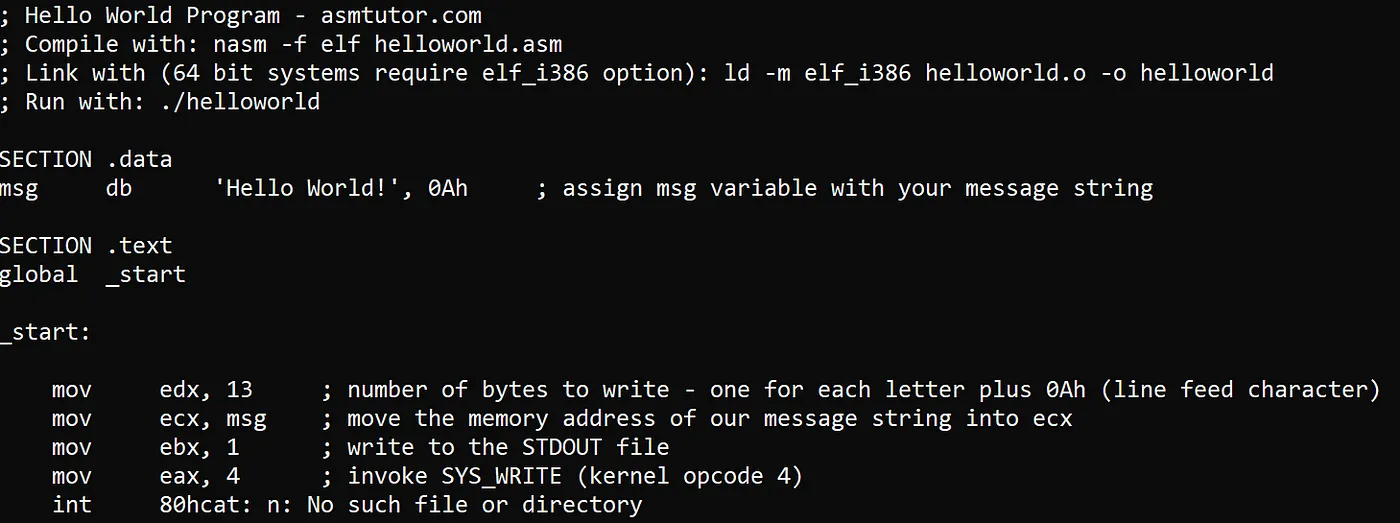 ; Hello World Program - asmtutor.com
; Compile with: nasm -f elf helloworld.asm
; Link with (64 bit systems require elf_i386 option): ld -m elf_i386 helloworld.o -o helloworld
; Run with: ./helloworld
SECTION .data
msg     db      'Hello World!', 0Ah     ; assign msg variable with your message string
SECTION .text
global  _start
_start:
    mov     edx, 13     ; number of bytes to write - one for each letter plus 0Ah (line feed character)
    mov     ecx, msg    ; move the memory address of our message string into ecx
    mov     ebx, 1      ; write to the STDOUT file
    mov     eax, 4      ; invoke SYS_WRITE (kernel opcode 4)
    int     80hcat: n: No such file or directory